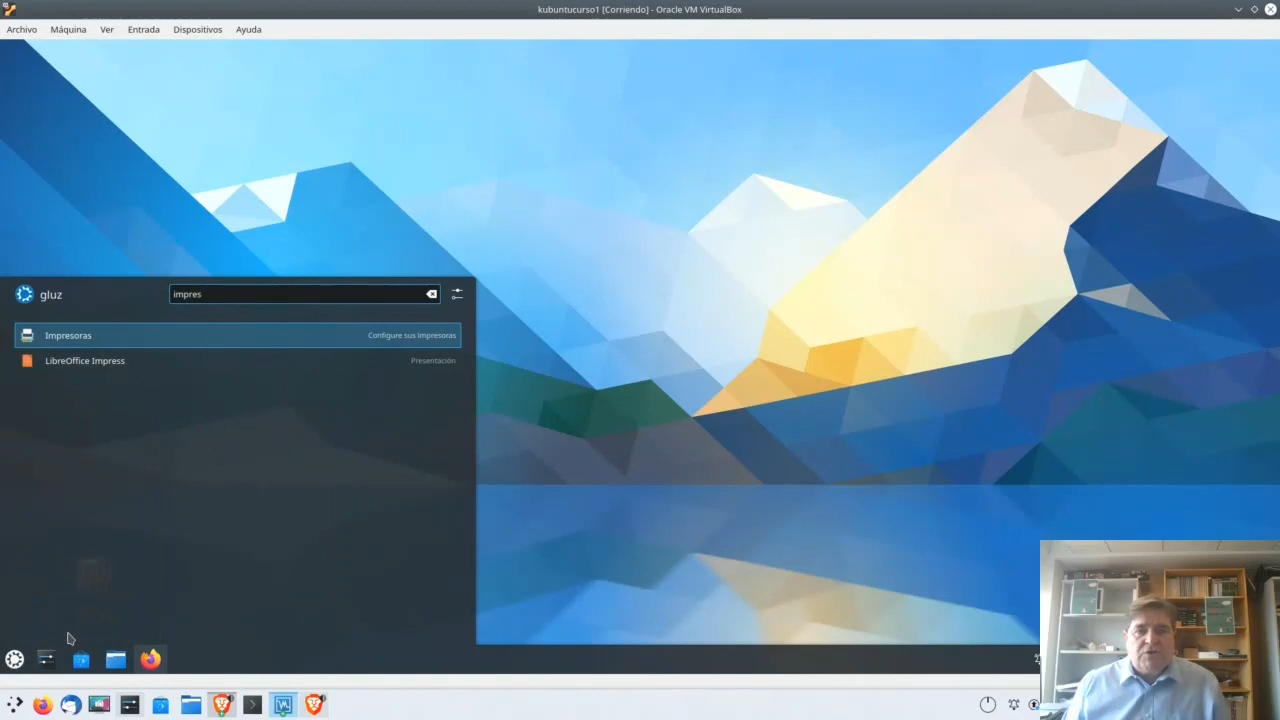 kubuntucurso1 [Corriendo] - Oracle VM VirtualBox
Archivo Máquina Ver Entrada Dispositivos Ayuda
gluz impres
Impresoras Configure sus impresoras
LibreOffice Impress Presentación